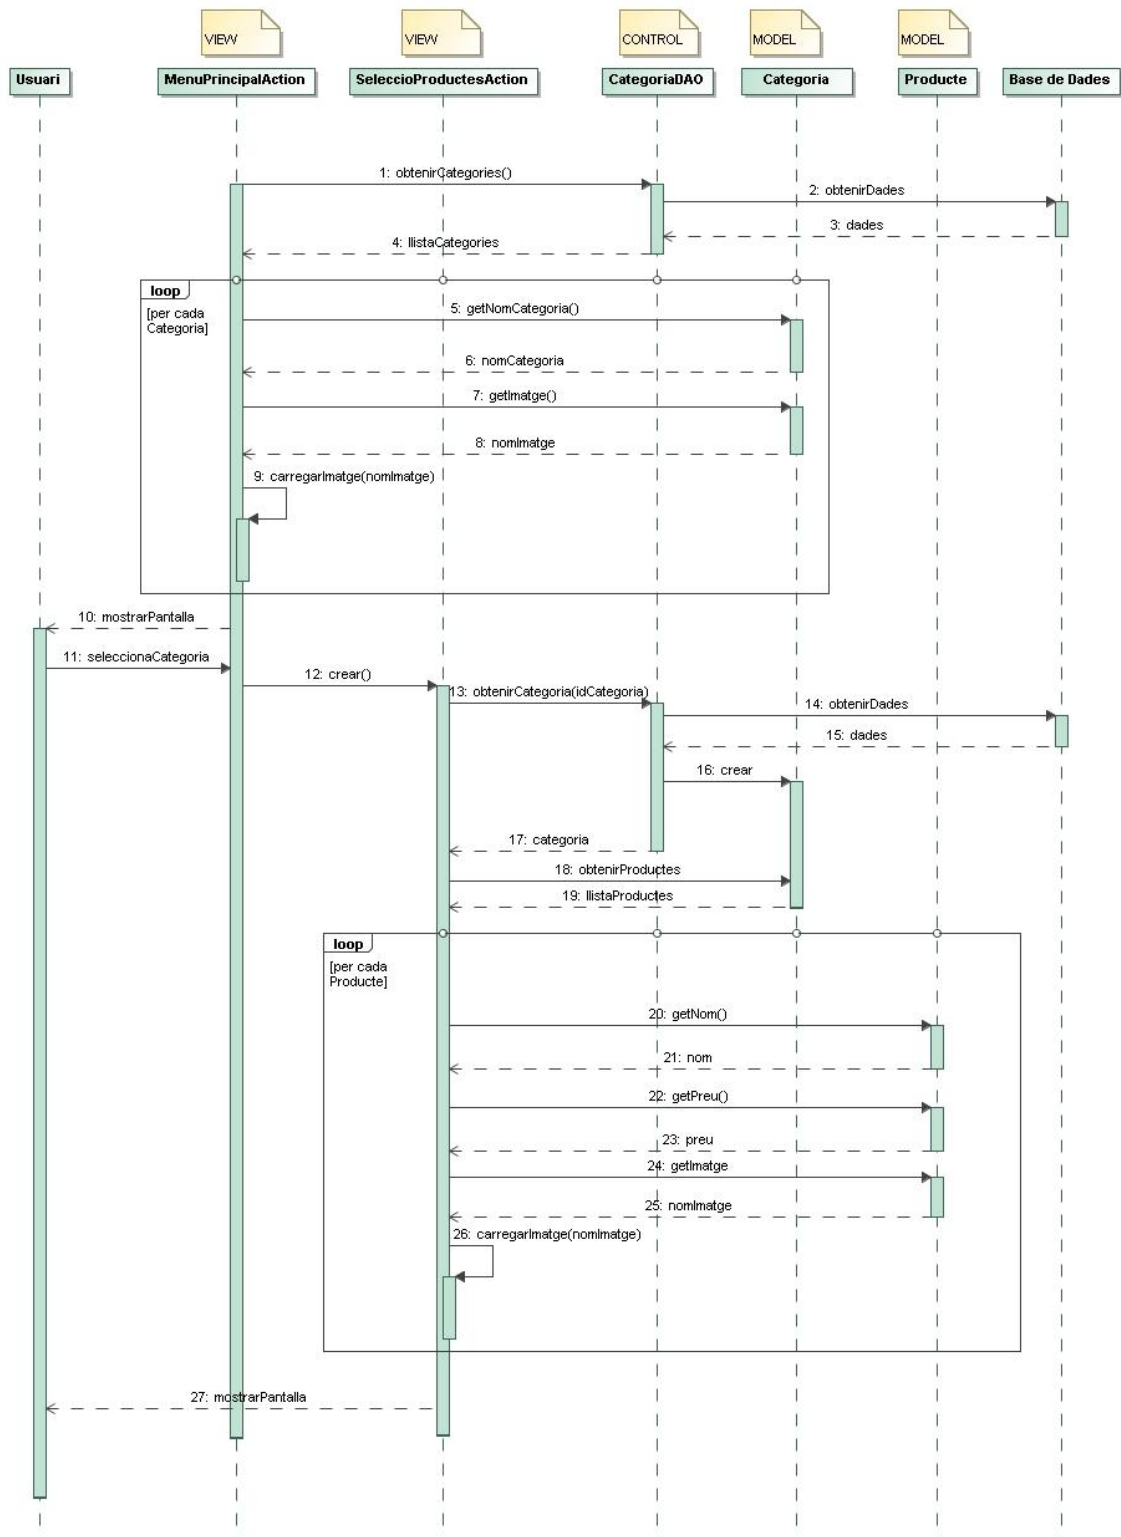 VIEW
VIEW
CONTROL
MODEL
MODEL
Usuari
MenuPrincipalAction
SeleccioProductesAction
CategoriaDAO
Categoria
Producte
Base de Dades
1: obtenirCategories()
2: obtenirDades
3: dades
4: llistaCategories
loop
[per cada
Categoria]
5: getNomCategoria()
6: nomCategoria
7: getImatge()
8: nomImatge
9: carregarImatge(nomImatge)
10: mostrarPantalla
11: seleccionaCategoria
12: crear()
13: obtenirCategoria(idCategoria)
14: obtenirDades
15: dades
16: crear
17: categoria
18: obtenirProductes
19: llistaProductes
loop
[per cada
Producte]
20: getNom()
21: nom
22: getPreu()
23: preu
24: getImatge
25: nomImatge
26: carregarImatge(nomImatge)
27: mostrarPantalla